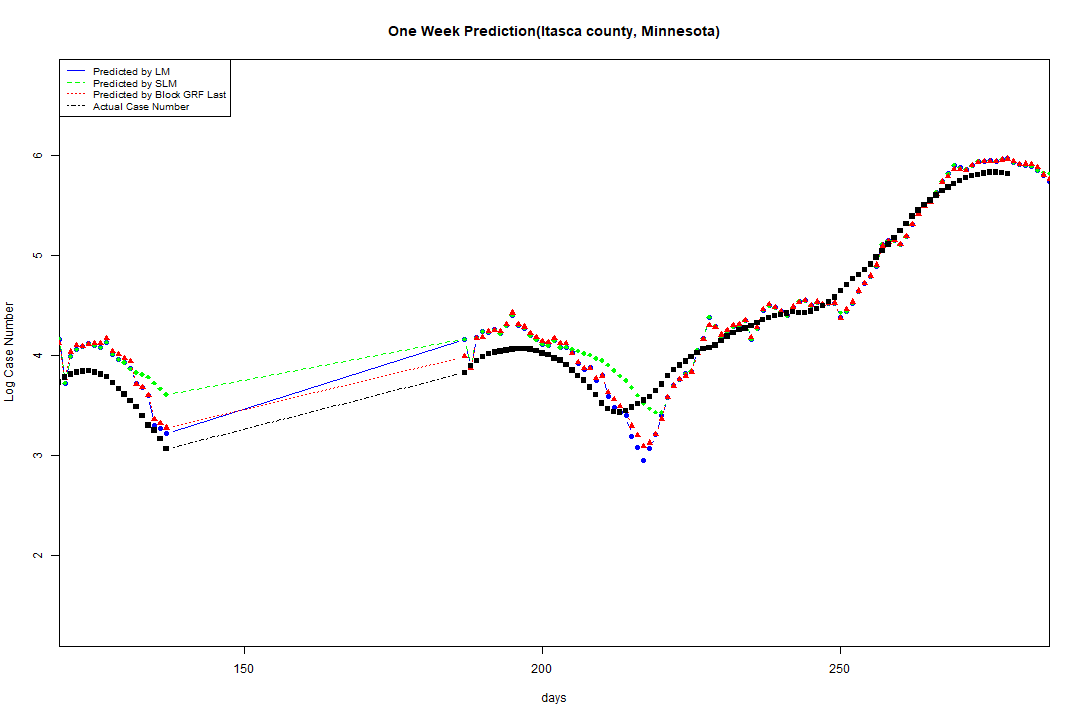 One Week Prediction(Itasca county, Minnesota)
Predicted by LM
Predicted by SLM
Predicted by Block GRF Last
Actual Case Number
Log Case Number
6
5
4
3
2
150 200 250
days